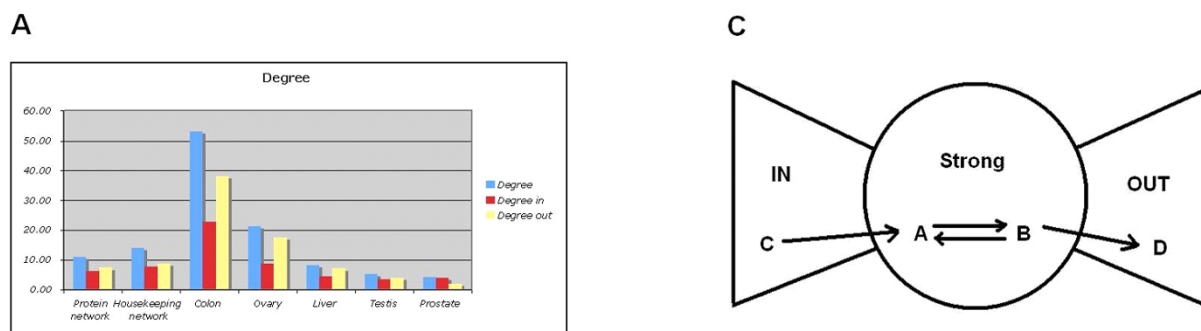 A
Degree
60.00
50.00
40.00
30.00
20.00
10.00
0.00
Protein network
Housekeeping network
Colon
Ovary
Liver
Testis
Prostate
Degree
Degree in
Degree out
C
IN
Strong
OUT
C
A
B
D